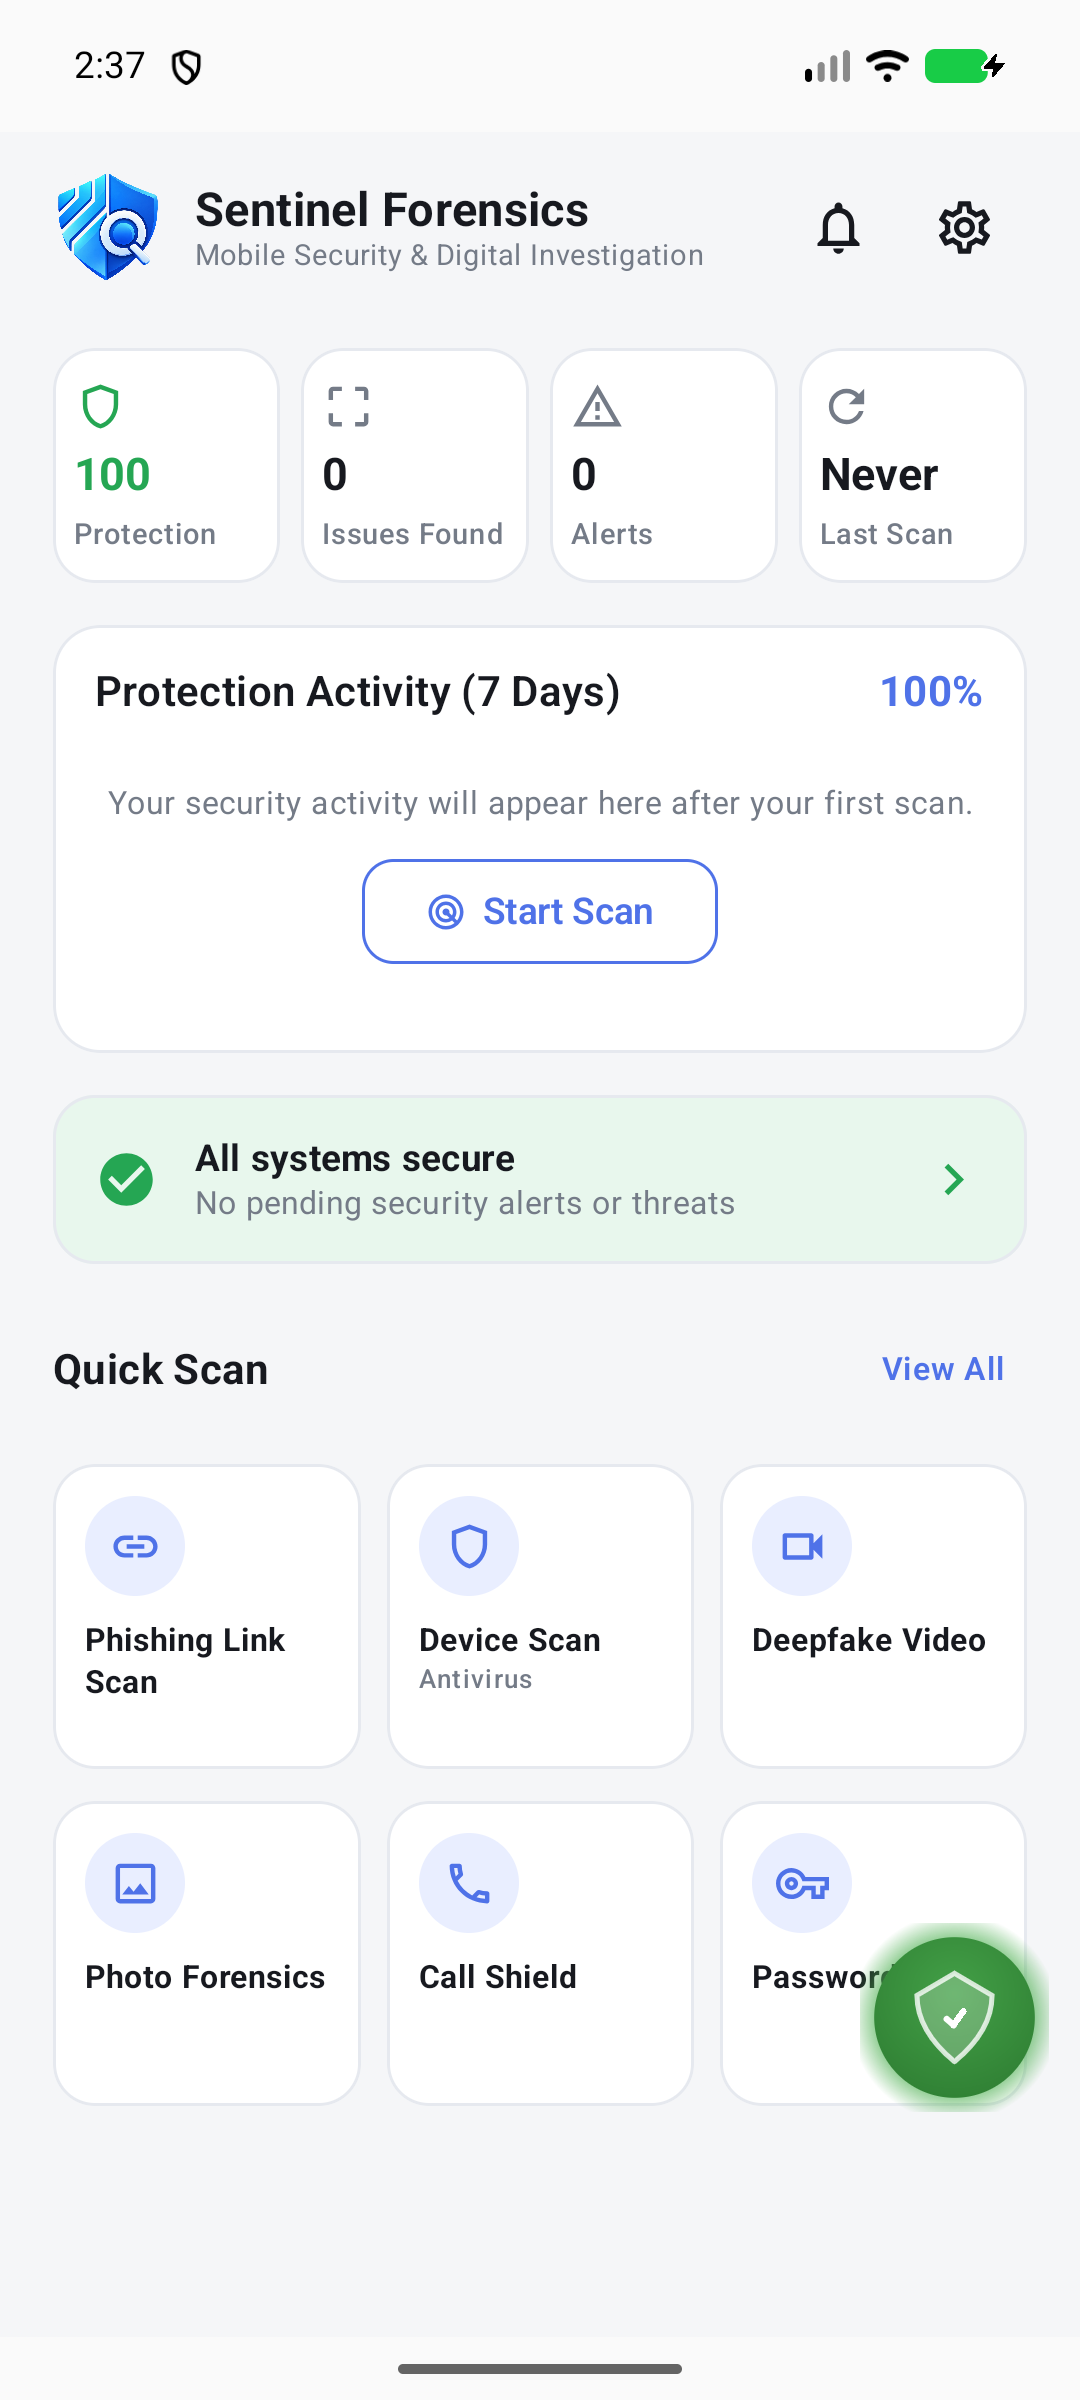 2:37
Sentinel Forensics
Mobile Security & Digital Investigation
100
Protection
0
Issues Found
0
Alerts
Never
Last Scan
Protection Activity (7 Days)
100%
Your security activity will appear here after your first scan.
Start Scan
All systems secure
No pending security alerts or threats
Quick Scan
View All
Phishing Link
Scan
Device Scan
Antivirus
Deepfake Video
Photo Forensics
Call Shield
Password